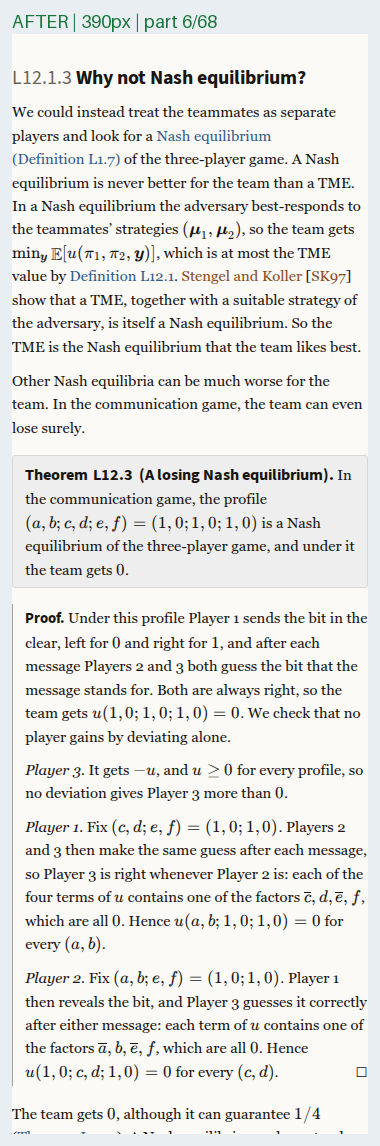 AFTER | 390px | part 6/68
L12.1.3 Why not Nash equilibrium?
We could instead treat the teammates as separate
players and look for a Nash equilibrium
(Definition L1.7) of the three-player game. A Nash
equilibrium is never better for the team than a TME.
In a Nash equilibrium the adversary best-responds to
the teammates' strategies (μ₁, μ₂), so the team gets
min_y 𝔼[u(π₁, π₂, y)], which is at most the TME
value by Definition L12.1. Stengel and Koller [SK97]
show that a TME, together with a suitable strategy of
the adversary, is itself a Nash equilibrium. So the
TME is the Nash equilibrium that the team likes best.
Other Nash equilibria can be much worse for the
team. In the communication game, the team can even
lose surely.
Theorem L12.3 (A losing Nash equilibrium). In
the communication game, the profile
(a, b; c, d; e, f) = (1, 0; 1, 0; 1, 0) is a Nash
equilibrium of the three-player game, and under it
the team gets 0.
Proof. Under this profile Player 1 sends the bit in the
clear, left for 0 and right for 1, and after each
message Players 2 and 3 both guess the bit that the
message stands for. Both are always right, so the
team gets u(1, 0; 1, 0; 1, 0) = 0. We check that no
player gains by deviating alone.
Player 3. It gets −u, and u ≥ 0 for every profile, so
no deviation gives Player 3 more than 0.
Player 1. Fix (c, d; e, f) = (1, 0; 1, 0). Players 2
and 3 then make the same guess after each message,
so Player 3 is right whenever Player 2 is: each of the
four terms of u contains one of the factors c̅, d, e̅, f,
which are all 0. Hence u(a, b; 1, 0; 1, 0) = 0 for
every (a, b).
Player 2. Fix (a, b; e, f) = (1, 0; 1, 0). Player 1
then reveals the bit, and Player 3 guesses it correctly
after either message: each term of u contains one of
the factors a̅, b, e̅, f, which are all 0. Hence
u(1, 0; c, d; 1, 0) = 0 for every (c, d). □
The team gets 0, although it can guarantee 1/4